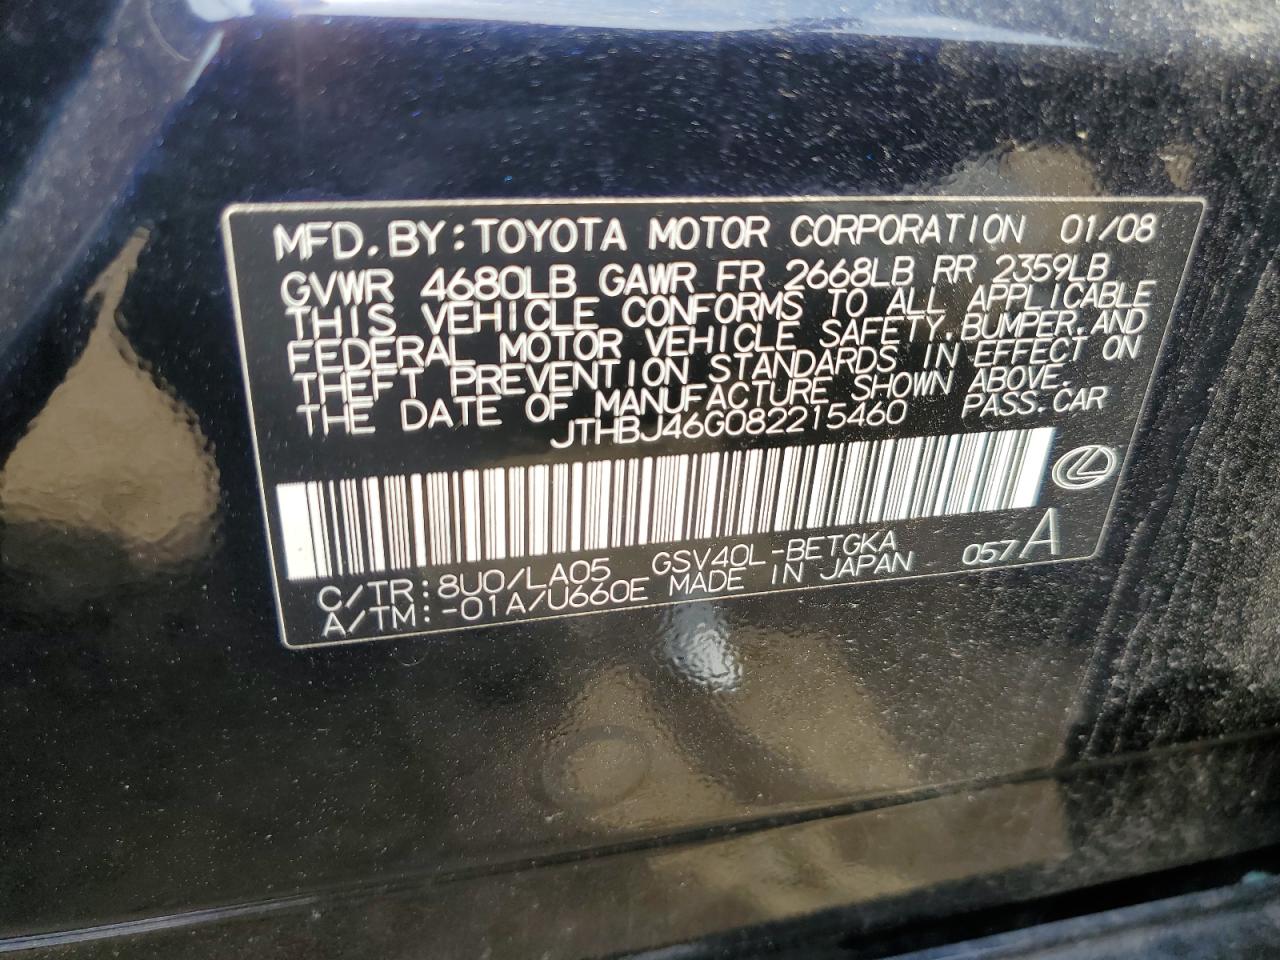 MFD. BY: TOYOTA MOTOR CORPORATION 01/08
GVWR 4680LB GAWR FR 2668LB RR 2359LB
THIS VEHICLE CONFORMS TO ALL APPLICABLE
FEDERAL MOTOR VEHICLE SAFETY, BUMPER, AND
THEFT PREVENTION STANDARDS IN EFFECT ON
THE DATE OF MANUFACTURE SHOWN ABOVE.
JTHBJ46G082215460 PASS. CAR
C/TR: 8U0/LA05 GSV40L-BETGKA 057A
A/TM: -01A/U660E MADE IN JAPAN